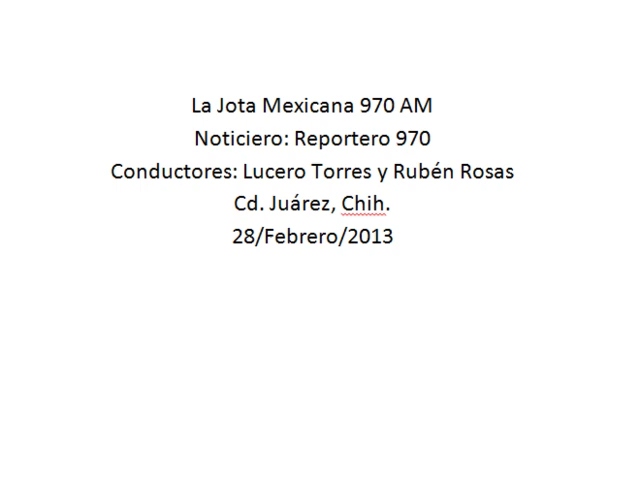 La Jota Mexicana 970 AM
Noticiero: Reportero 970
Conductores: Lucero Torres y Rubén Rosas
Cd. Juárez, Chih.
28/Febrero/2013